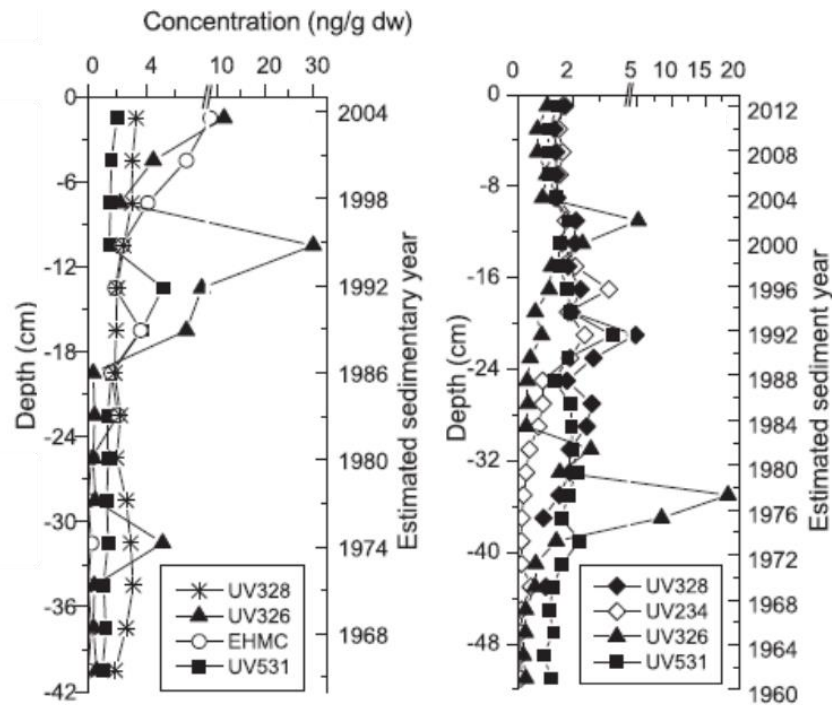 Concentration (ng/g dw)
0 4 10 20 30
0
-6
-12
-18
-24
-30
-36
-42
Depth (cm)
2004
1998
1992
1986
1980
1974
1968
Estimated sedimentary year
UV328
UV326
EHMC
UV531
0 2 5 10 15 20
0
-8
-16
-24
-32
-40
-48
Depth (cm)
2012
2008
2004
2000
1996
1992
1988
1984
1980
1976
1972
1968
1964
1960
Estimated sediment year
UV328
UV234
UV326
UV531